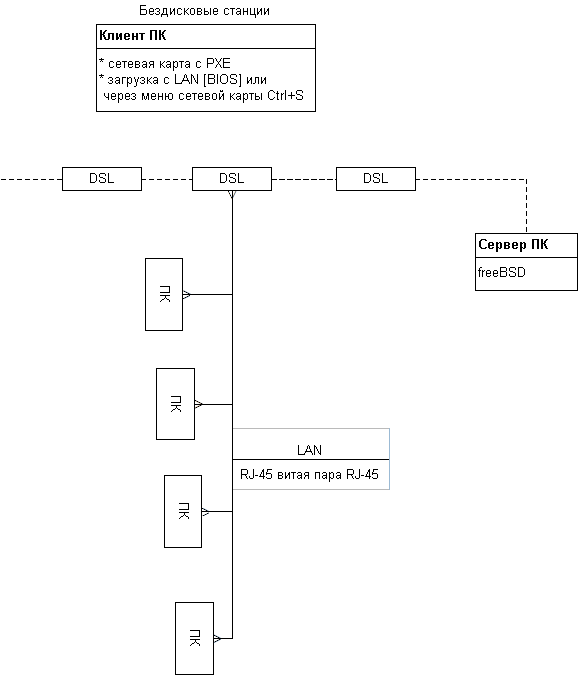 Бездисковые станции
Клиент ПК
* сетевая карта с PXE
* загрузка с LAN [BIOS] или
через меню сетевой карты Ctrl+S
DSL
DSL
DSL
Сервер ПК
freeBSD
ПК
ПК
LAN
RJ-45 витая пара RJ-45
ПК
ПК